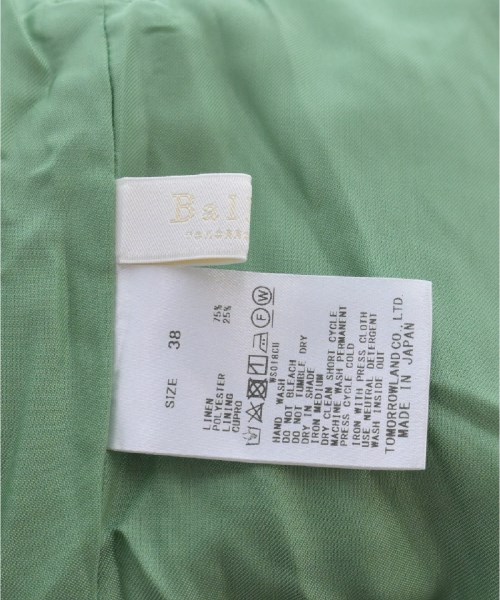 Bal
TOMORRO
SIZE 38
LINEN 75%
POLYESTER 25%
LINING
CUPRO
WS018CU
HAND WASH
DO NOT BLEACH
DO NOT TUMBLE DRY
DRY IN SHADE
IRON MEDIUM
DRY CLEAN SHORT CYCLE
MACHINE WASH PERMANENT
PRESS CYCLE COLD
IRON WITH PRESS CLOTH
USE NEUTRAL DETERGENT
WASH INSIDE OUT
TOMORROWLAND CO., LTD.
MADE IN JAPAN